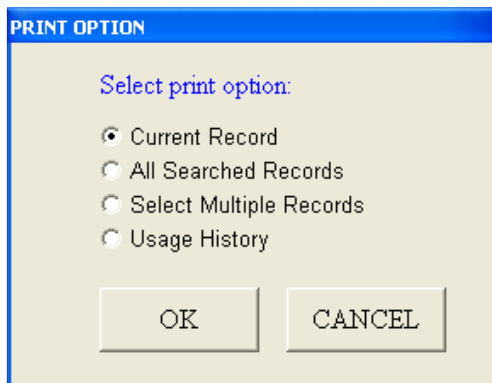 PRINT OPTION
Select print option:
Current Record
All Searched Records
Select Multiple Records
Usage History
OK CANCEL